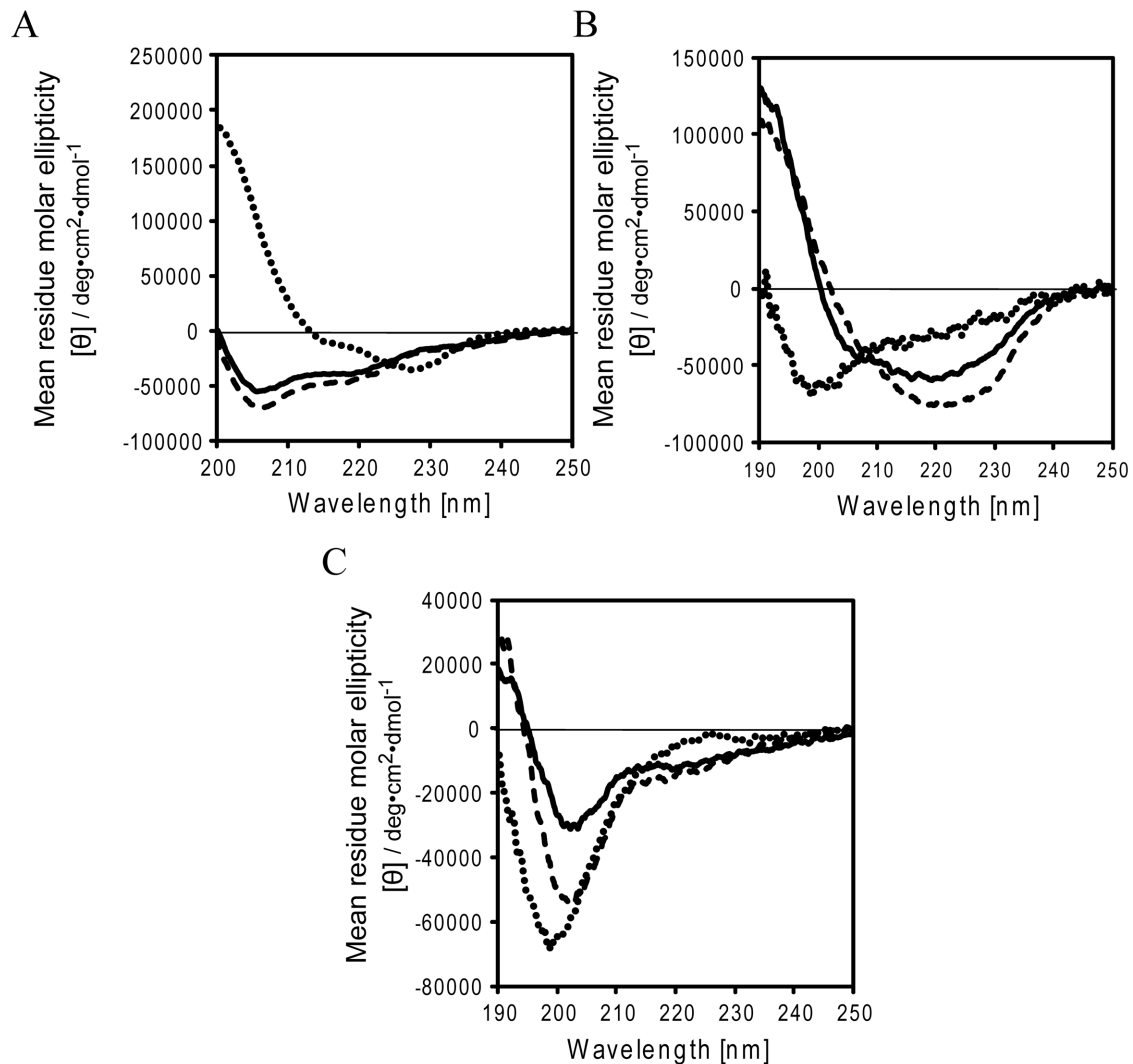 A
Mean residue molar ellipticity
[θ] / deg•cm²•dmol⁻¹
250000
200000
150000
100000
50000
0
-50000
-100000
200 210 220 230 240 250
Wavelength [nm]
B
Mean residue molar ellipticity
[θ] / deg•cm²•dmol⁻¹
150000
100000
50000
0
-50000
-100000
190 200 210 220 230 240 250
Wavelength [nm]
C
Mean residue molar ellipticity
[θ] / deg•cm²•dmol⁻¹
40000
20000
0
-20000
-40000
-60000
-80000
190 200 210 220 230 240 250
Wavelength [nm]